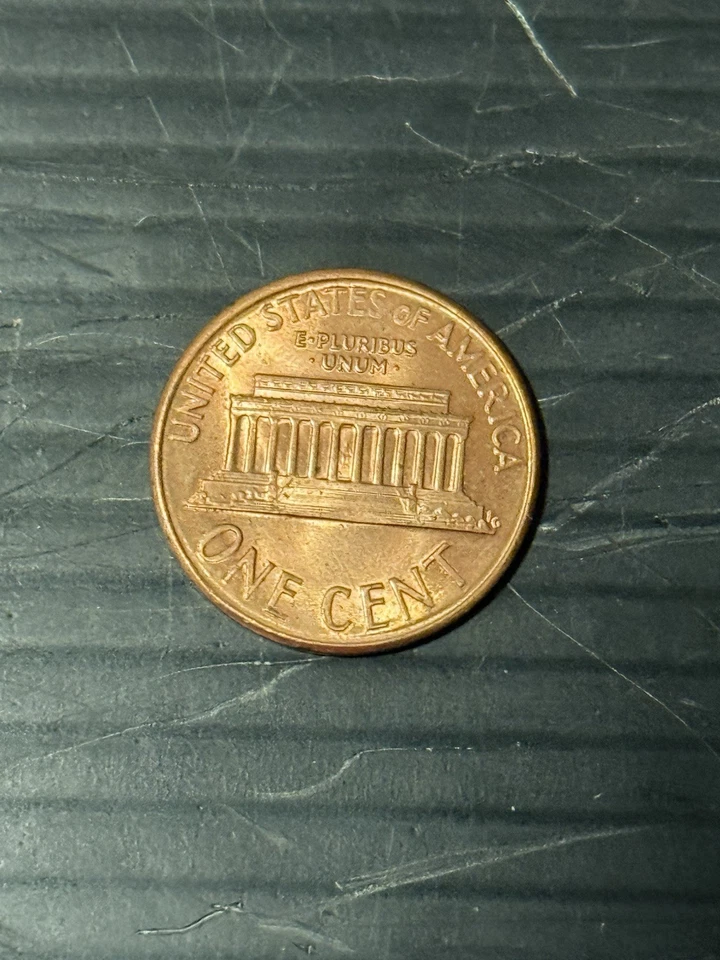 UNITED STATES OF AMERICA
E·PLURIBUS
·UNUM·
ONE CENT